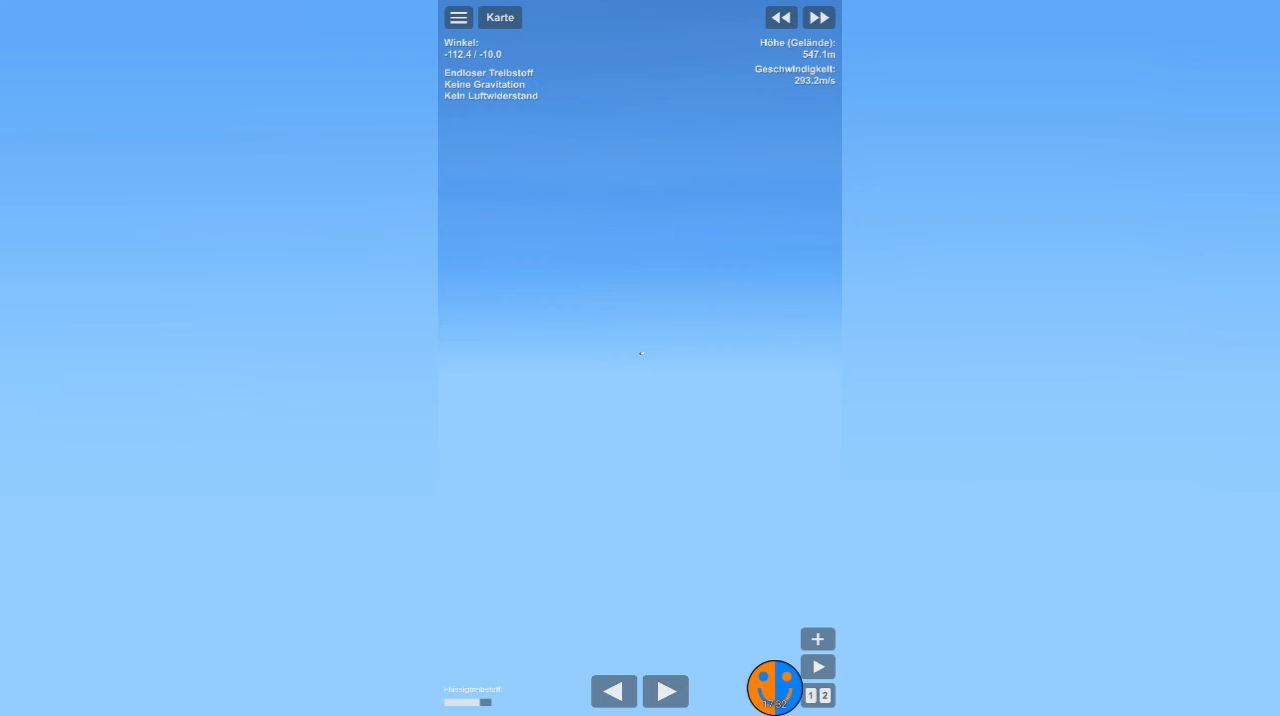 Karte
Winkel:
-112.4 / -10.0
Endloser Treibstoff
Keine Gravitation
Kein Luftwiderstand
Höhe (Gelände):
547.1m
Geschwindigkeit:
293.2m/s
1 2